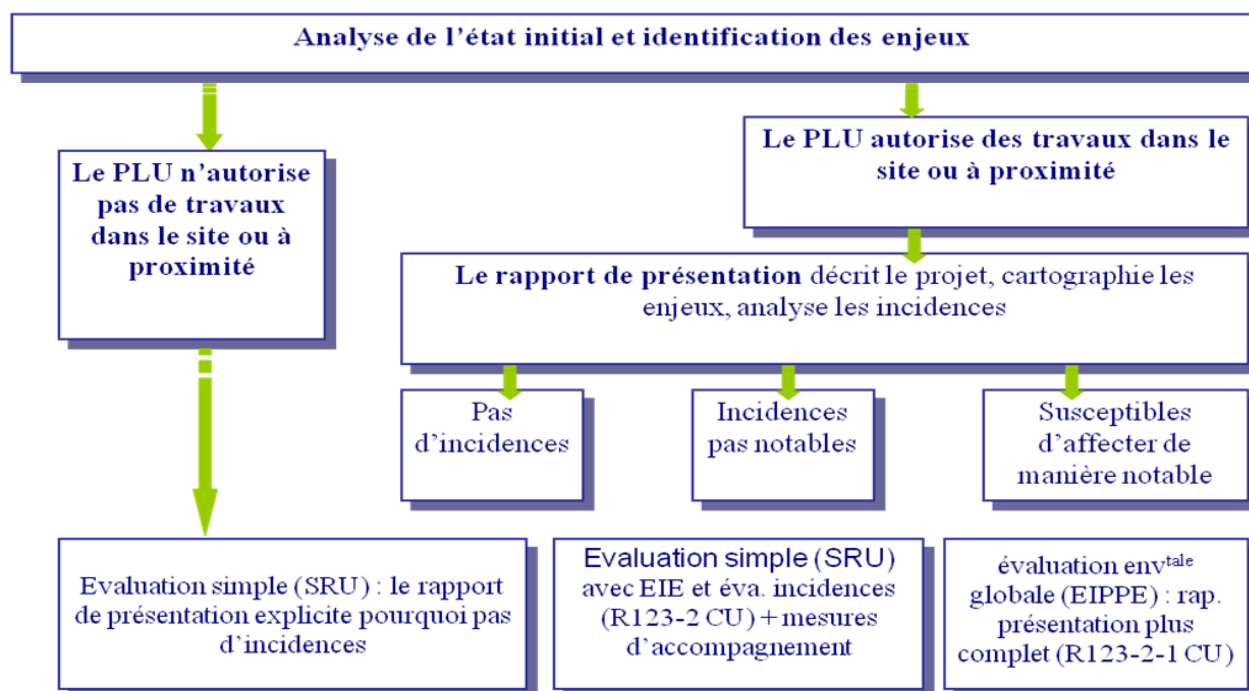 Analyse de l’état initial et identification des enjeux
Le PLU n’autorise
pas de travaux
dans le site ou à
proximité
Le PLU autorise des travaux dans le
site ou à proximité
Le rapport de présentation décrit le projet, cartographie les
enjeux, analyse les incidences
Pas
d’incidences
Incidences
pas notables
Susceptibles
d’affecter de
manière notable
Evaluation simple (SRU) : le rapport
de présentation explicite pourquoi pas
d’incidences
Evaluation simple (SRU)
avec EIE et éva. incidences
(R123-2 CU) + mesures
d’accompagnement
évaluation envtale
globale (EIPPE) : rap.
présentation plus
complet (R123-2-1 CU)